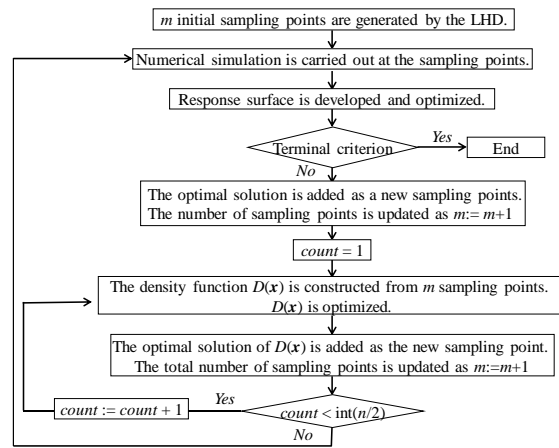 m initial sampling points are generated by the LHD.
Numerical simulation is carried out at the sampling points.
Response surface is developed and optimized.
Terminal criterion
Yes
End
No
The optimal solution is added as a new sampling points.
The number of sampling points is updated as m:= m+1
count = 1
The density function D(x) is constructed from m sampling points.
D(x) is optimized.
The optimal solution of D(x) is added as the new sampling point.
The total number of sampling points is updated as m:=m+1
Yes
count := count + 1
count < int(n/2)
No